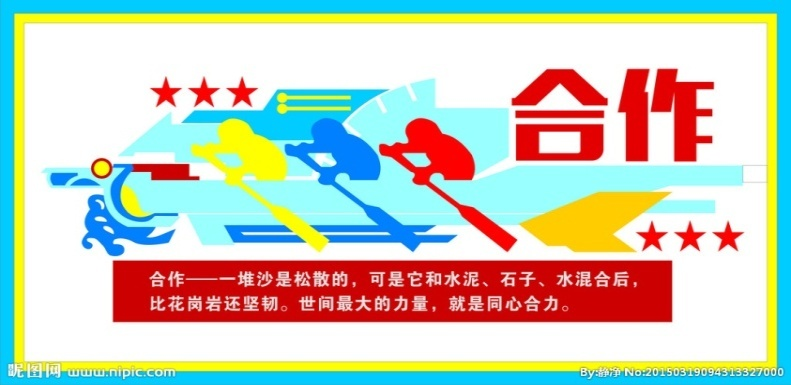 合作
合作——一堆沙是松散的，可是它和水泥、石子、水混合后，
比花岗岩还坚韧。世间最大的力量，就是同心合力。
昵图网 www.nipic.com
By:静净 No:20150319094313327000